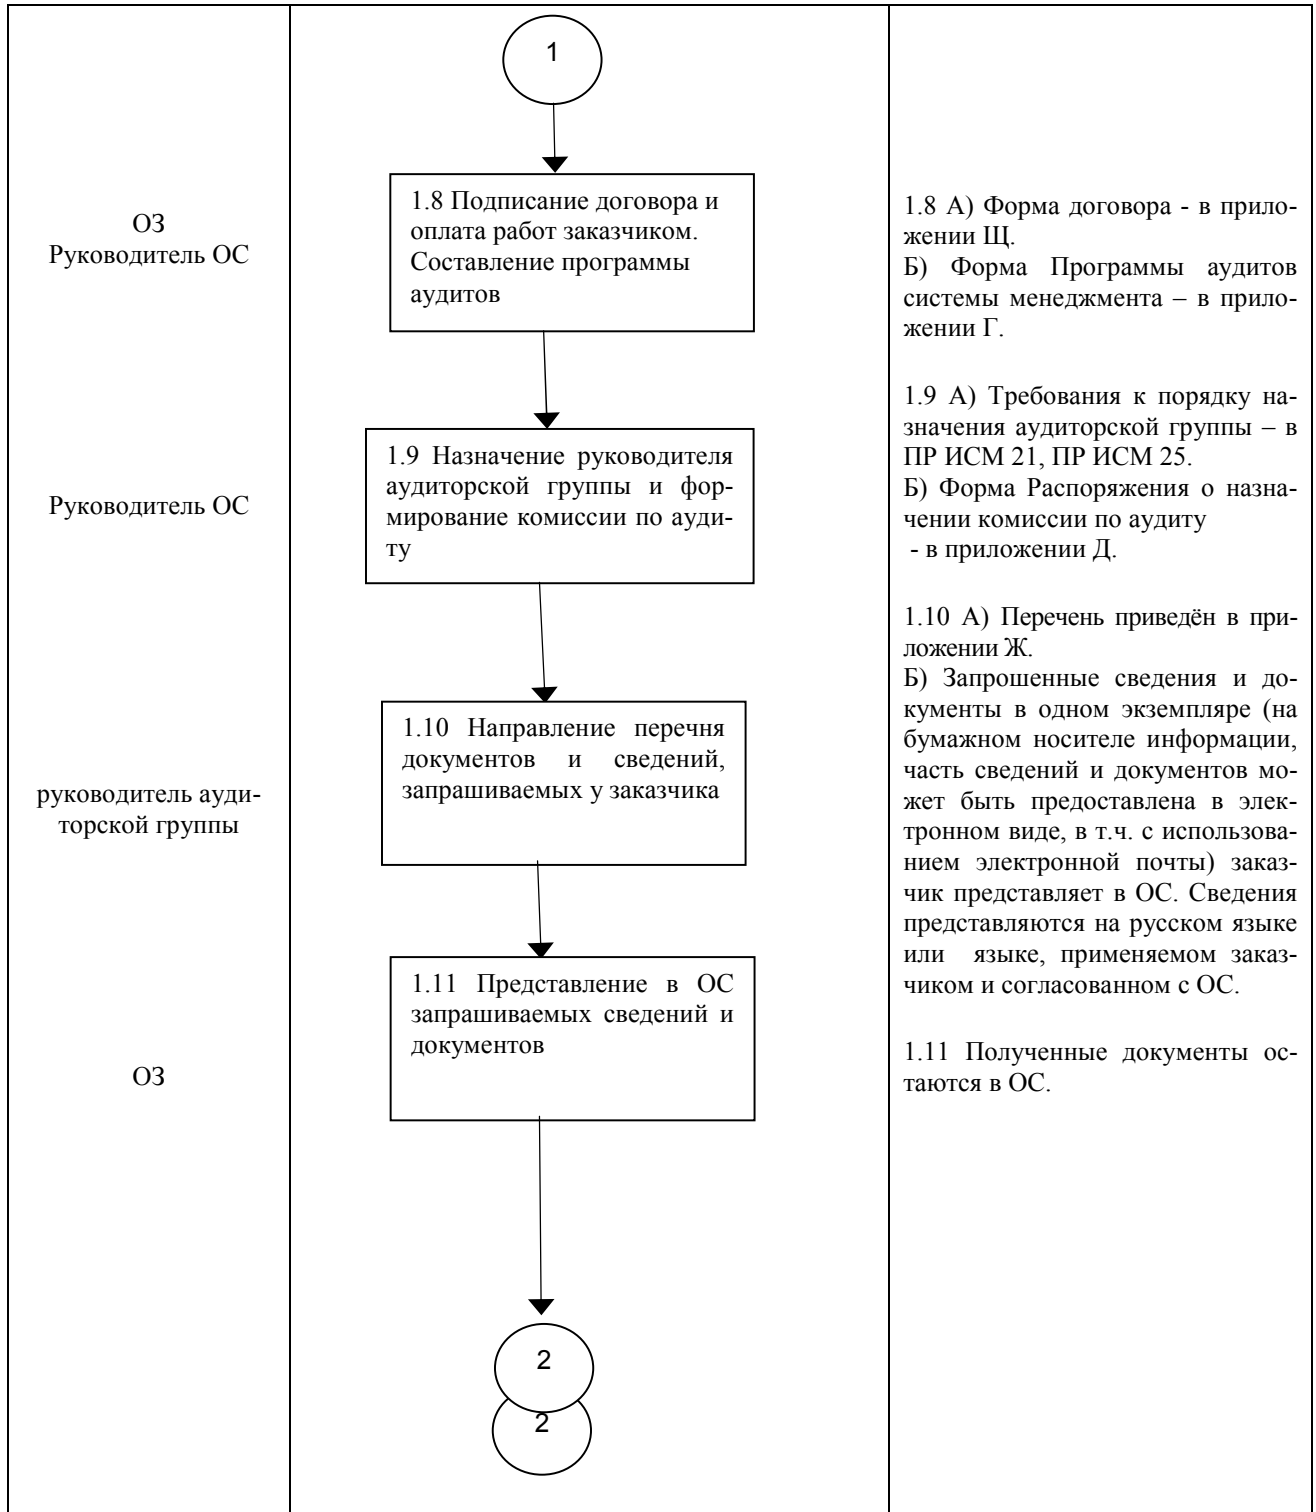 1
ОЗ
Руководитель ОС
1.8 Подписание договора и
оплата работ заказчиком.
Составление программы
аудитов
1.8 А) Форма договора - в прило-
жении Щ.
Б) Форма Программы аудитов
системы менеджмента – в прило-
жении Г.
Руководитель ОС
1.9 Назначение руководителя
аудиторской группы и фор-
мирование комиссии по ауди-
ту
1.9 А) Требования к порядку на-
значения аудиторской группы – в
ПР ИСМ 21, ПР ИСМ 25.
Б) Форма Распоряжения о назна-
чении комиссии по аудиту
- в приложении Д.
руководитель ауди-
торской группы
1.10 Направление перечня
документов и сведений,
запрашиваемых у заказчика
1.10 А) Перечень приведён в при-
ложении Ж.
Б) Запрошенные сведения и до-
кументы в одном экземпляре (на
бумажном носителе информации,
часть сведений и документов мо-
жет быть предоставлена в элек-
тронном виде, в т.ч. с использова-
нием электронной почты) заказ-
чик представляет в ОС. Сведения
представляются на русском языке
или языке, применяемом заказ-
чиком и согласованном с ОС.
ОЗ
1.11 Представление в ОС
запрашиваемых сведений и
документов
1.11 Полученные документы ос-
таются в ОС.
2
2